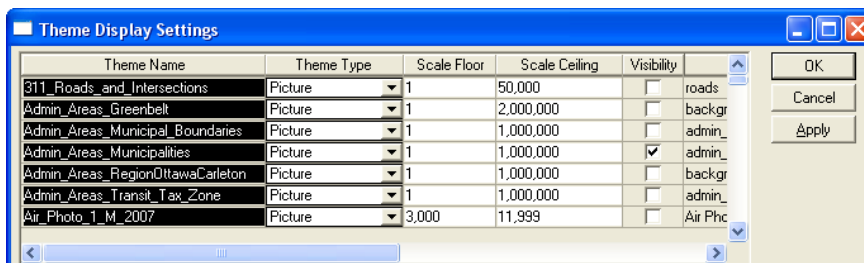 Theme Display Settings
Theme Name Theme Type Scale Floor Scale Ceiling Visibility
311_Roads_and_Intersections Picture 1 50,000 roads
Admin_Areas_Greenbelt Picture 1 2,000,000 backgr
Admin_Areas_Municipal_Boundaries Picture 1 1,000,000 admin_
Admin_Areas_Municipalities Picture 1 1,000,000 admin_
Admin_Areas_RegionOttawaCarleton Picture 1 1,000,000 backgr
Admin_Areas_Transit_Tax_Zone Picture 1 1,000,000 admin_
Air_Photo_1_M_2007 Picture 3,000 11,999 Air Pho
OK
Cancel
Apply